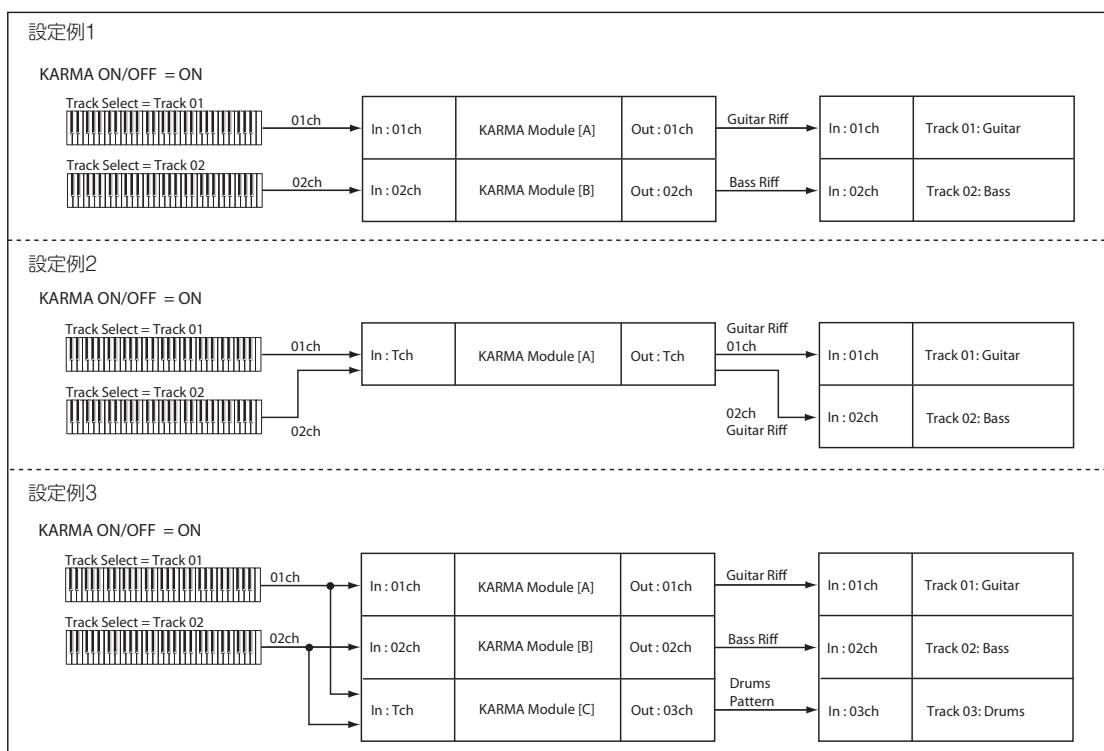 設定例1
KARMA ON/OFF = ON
Track Select = Track 01
01ch
In : 01ch
KARMA Module [A]
Out : 01ch
Guitar Riff
In : 01ch
Track 01: Guitar
Track Select = Track 02
02ch
In : 02ch
KARMA Module [B]
Out : 02ch
Bass Riff
In : 02ch
Track 02: Bass
設定例2
KARMA ON/OFF = ON
Track Select = Track 01
01ch
In : Tch
KARMA Module [A]
Out : Tch
Guitar Riff
01ch
In : 01ch
Track 01: Guitar
Track Select = Track 02
02ch
02ch
Guitar Riff
In : 02ch
Track 02: Bass
設定例3
KARMA ON/OFF = ON
Track Select = Track 01
01ch
In : 01ch
KARMA Module [A]
Out : 01ch
Guitar Riff
In : 01ch
Track 01: Guitar
Track Select = Track 02
02ch
In : 02ch
KARMA Module [B]
Out : 02ch
Bass Riff
In : 02ch
Track 02: Bass
In : Tch
KARMA Module [C]
Out : 03ch
Drums
Pattern
In : 03ch
Track 03: Drums